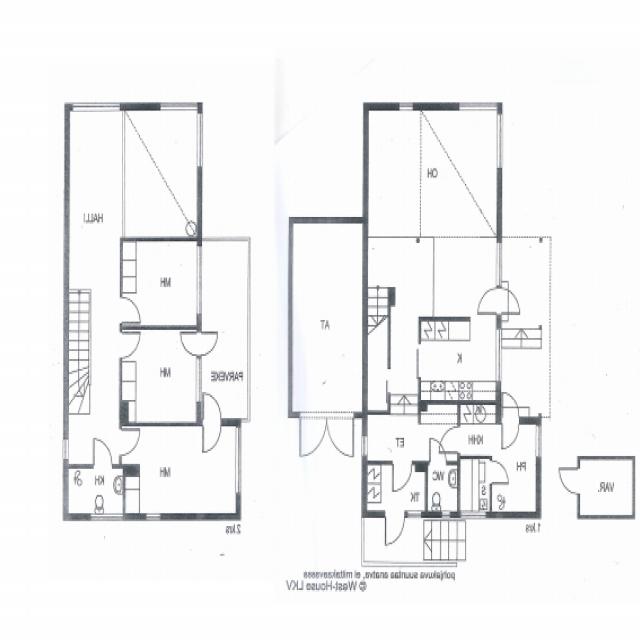 HALLI
MH
MH
PARVEKE
MH
KH
2.krs
OH
AT
K
ET
KHH
PH
WC
S
TK
VAR.
1.krs
pohjakuva suuntaa antava, ei mittakaavassa
© West-House LKV